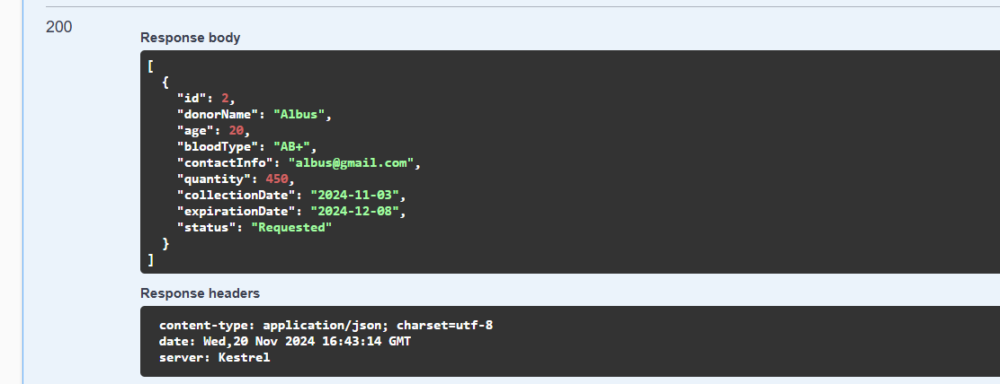 200
Response body
[
  {
    "id": 2,
    "donorName": "Albus",
    "age": 20,
    "bloodType": "AB+",
    "contactInfo": "albus@gmail.com",
    "quantity": 450,
    "collectionDate": "2024-11-03",
    "expirationDate": "2024-12-08",
    "status": "Requested"
  }
]
Response headers
content-type: application/json; charset=utf-8
date: Wed,20 Nov 2024 16:43:14 GMT
server: Kestrel